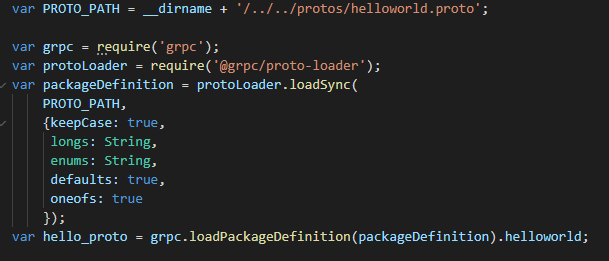 var PROTO_PATH = __dirname + '/../../protos/helloworld.proto';
var grpc = require('grpc');
var protoLoader = require('@grpc/proto-loader');
var packageDefinition = protoLoader.loadSync(
PROTO_PATH,
{keepCase: true,
longs: String,
enums: String,
defaults: true,
oneofs: true
});
var hello_proto = grpc.loadPackageDefinition(packageDefinition).helloworld;